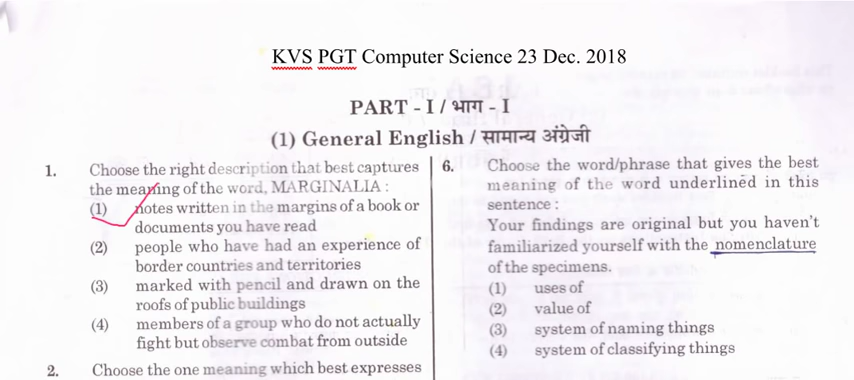 KVS PGT Computer Science 23 Dec. 2018
PART - I / भाग - I
(1) General English / सामान्य अंग्रेजी
1. Choose the right description that best captures
the meaning of the word, MARGINALIA :
(1) notes written in the margins of a book or
documents you have read
(2) people who have had an experience of
border countries and territories
(3) marked with pencil and drawn on the
roofs of public buildings
(4) members of a group who do not actually
fight but observe combat from outside
2. Choose the one meaning which best expresses
6. Choose the word/phrase that gives the best
meaning of the word underlined in this
sentence :
Your findings are original but you haven't
familiarized yourself with the nomenclature
of the specimens.
(1) uses of
(2) value of
(3) system of naming things
(4) system of classifying things